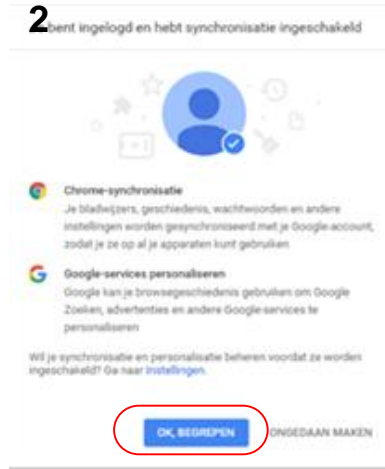 2
bent ingelogd en hebt synchronisatie ingeschakeld
Chrome-synchronisatie
Je bladwijzers, geschiedenis, wachtwoorden en andere
instellingen worden gesynchroniseerd met je Google-account,
zodat je ze op al je apparaten kunt gebruiken
Google-services personaliseren
Google kan je browsegeschiedenis gebruiken om Google
Zoeken, advertenties en andere Google-services te
personaliseren
Wil je synchronisatie en personalisatie beheren voordat ze worden
ingeschakeld? Ga naar Instellingen.
OK, BEGREPEN ONGEDAAN MAKEN